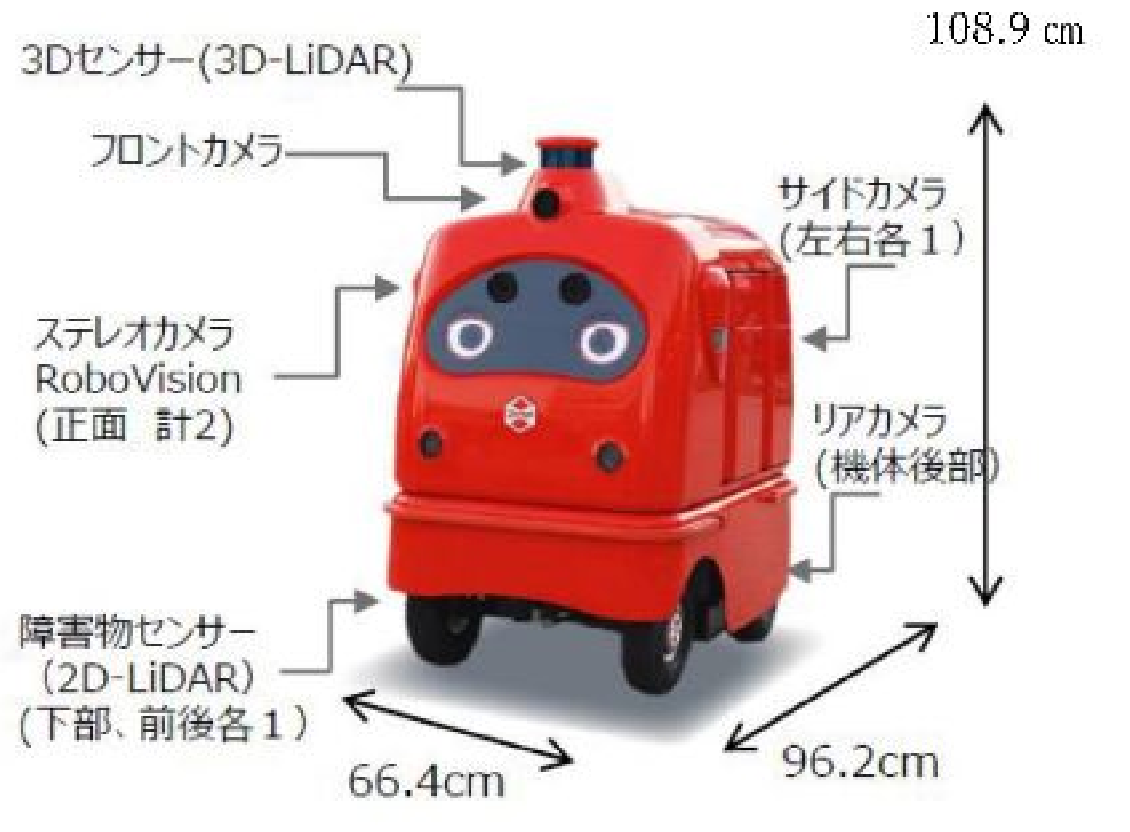 108.9 cm
3Dセンサー(3D-LiDAR)
フロントカメラ
サイドカメラ
(左右各１)
ステレオカメラ
RoboVision
(正面 計2)
リアカメラ
(機体後部)
障害物センサー
(2D-LiDAR)
(下部、前後各１)
66.4cm
96.2cm